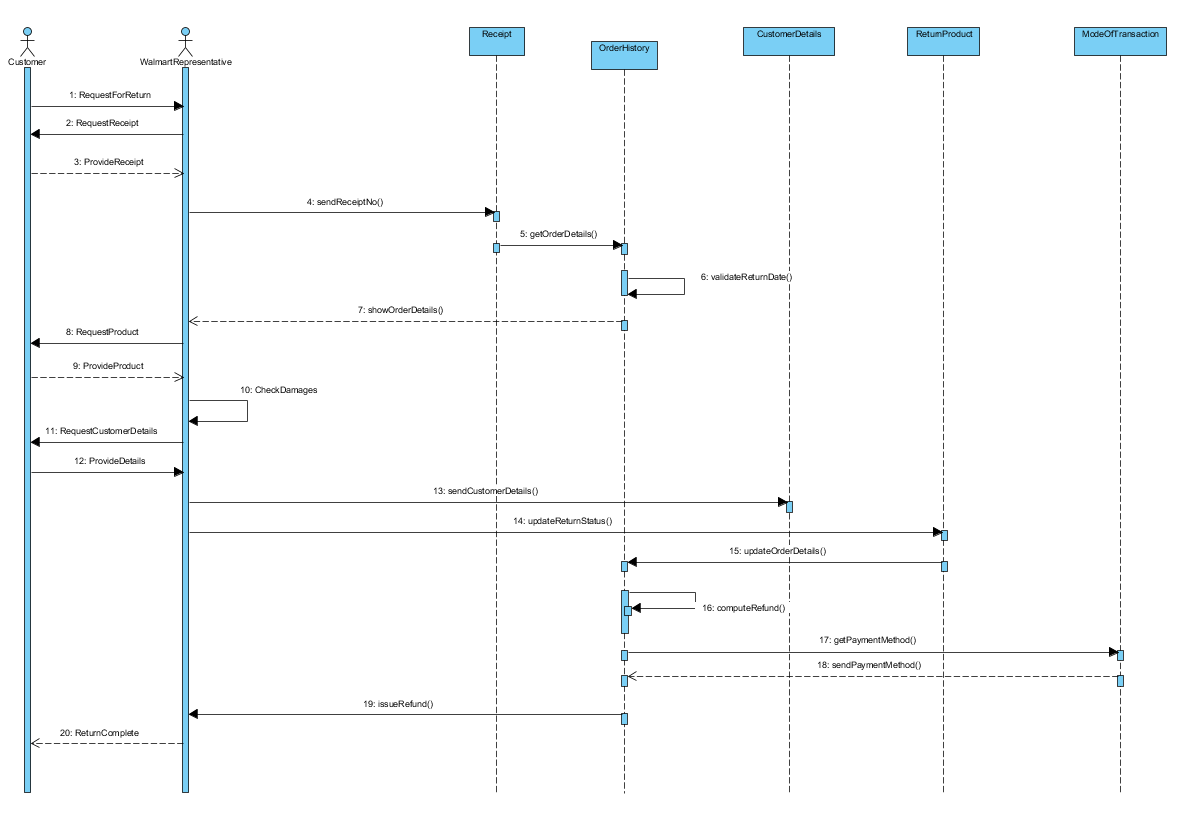 Customer
WalmartRepresentative
Receipt
OrderHistory
CustomerDetails
ReturnProduct
ModeOfTransaction
1: RequestForReturn
2: RequestReceipt
3: ProvideReceipt
4: sendReceiptNo()
5: getOrderDetails()
6: validateReturnDate()
7: showOrderDetails()
8: RequestProduct
9: ProvideProduct
10: CheckDamages
11: RequestCustomerDetails
12: ProvideDetails
13: sendCustomerDetails()
14: updateReturnStatus()
15: updateOrderDetails()
16: computeRefund()
17: getPaymentMethod()
18: sendPaymentMethod()
19: issueRefund()
20: ReturnComplete